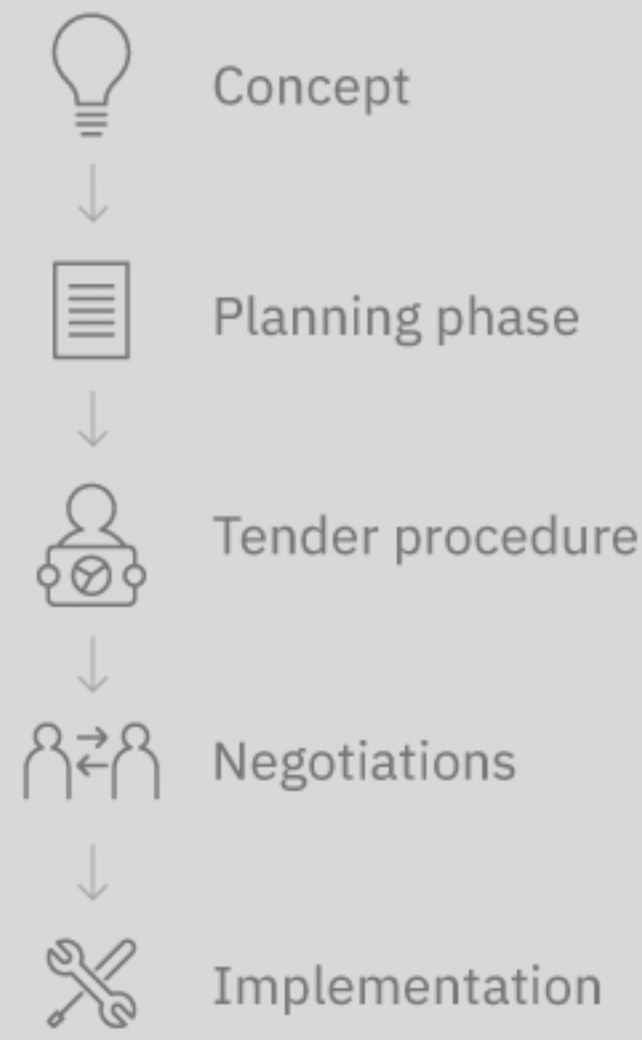 Concept
Planning phase
Tender procedure
Negotiations
Implementation